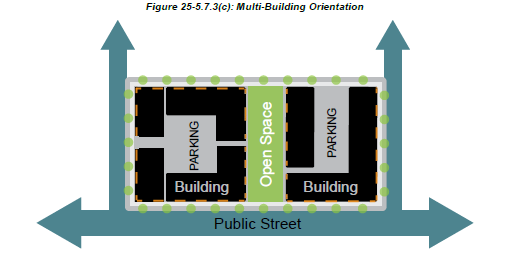 Figure 25-5.7.3(c): Multi-Building Orientation
PARKING
Open Space
PARKING
Building
Building
Public Street